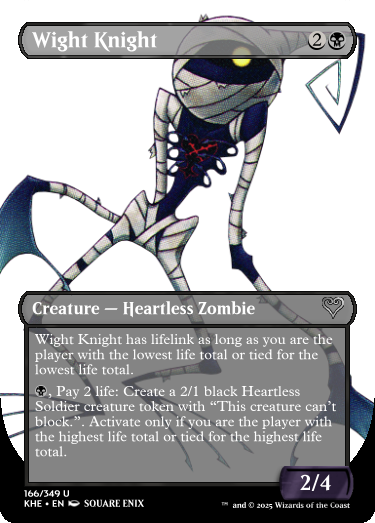 Wight Knight 2
Creature — Heartless Zombie
Wight Knight has lifelink as long as you are the
player with the lowest life total or tied for the
lowest life total.
, Pay 2 life: Create a 2/1 black Heartless
Soldier creature token with “This creature can’t
block.”. Activate only if you are the player with
the highest life total or tied for the highest life
total.
2/4
166/349 U
KHE • EN SQUARE ENIX
™ and © 2025 Wizards of the Coast